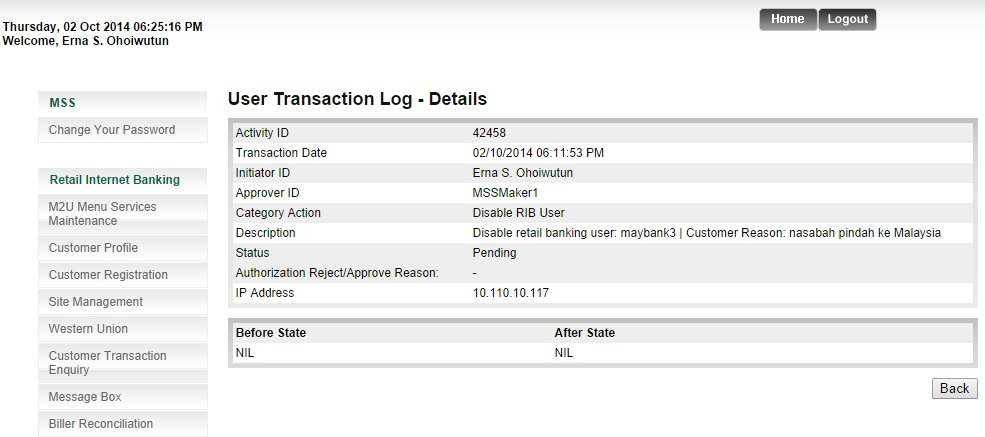 Thursday, 02 Oct 2014 06:25:16 PM
Welcome, Erna S. Ohoiwutun
Home Logout
MSS
Change Your Password
Retail Internet Banking
M2U Menu Services
Maintenance
Customer Profile
Customer Registration
Site Management
Western Union
Customer Transaction
Enquiry
Message Box
Biller Reconciliation
User Transaction Log - Details
Activity ID 42458
Transaction Date 02/10/2014 06:11:53 PM
Initiator ID Erna S. Ohoiwutun
Approver ID MSSMaker1
Category Action Disable RIB User
Description Disable retail banking user: maybank3 | Customer Reason: nasabah pindah ke Malaysia
Status Pending
Authorization Reject/Approve Reason: -
IP Address 10.110.10.117
Before State After State
NIL NIL
Back